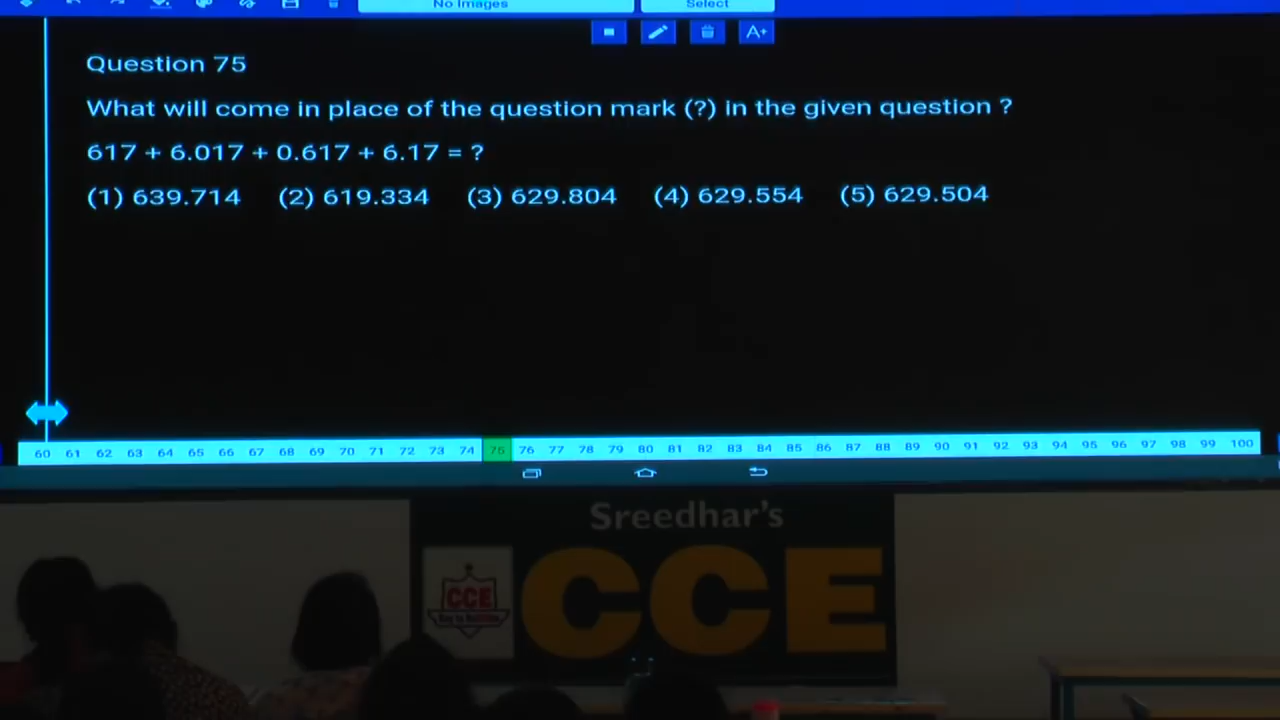 No Images Select
A+
Question 75
What will come in place of the question mark (?) in the given question ?
617 + 6.017 + 0.617 + 6.17 = ?
(1) 639.714 (2) 619.334 (3) 629.804 (4) 629.554 (5) 629.504
60 61 62 63 64 65 66 67 68 69 70 71 72 73 74 75 76 77 78 79 80 81 82 83 84 85 86 87 88 89 90 91 92 93 94 95 96 97 98 99 100
Sreedhar's
CCE
CCE